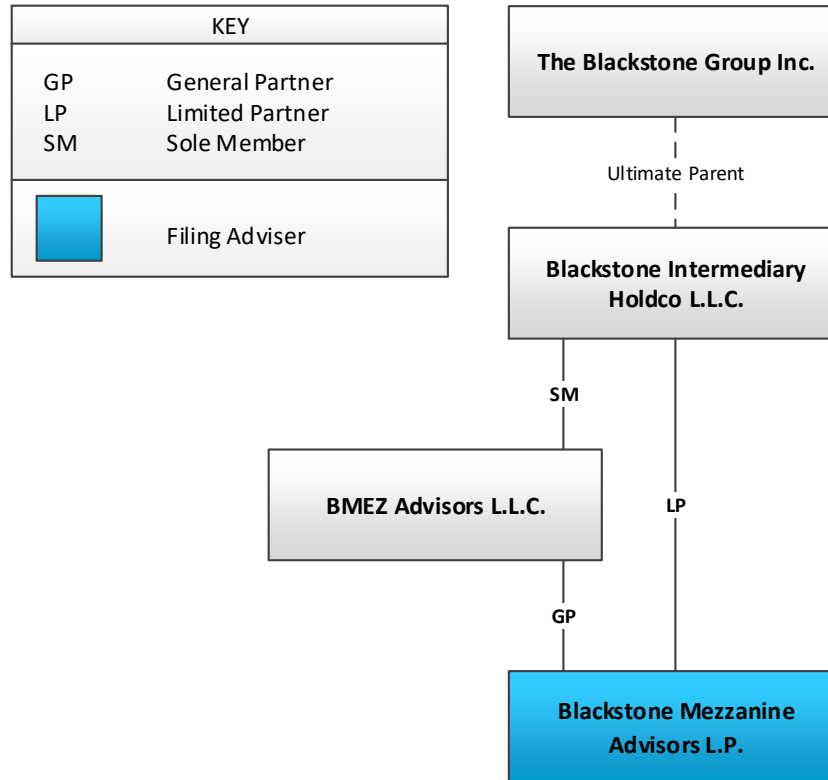 KEY
GP General Partner
LP Limited Partner
SM Sole Member
Filing Adviser
The Blackstone Group Inc.
Ultimate Parent
Blackstone Intermediary
Holdco L.L.C.
SM
BMEZ Advisors L.L.C.
LP
GP
Blackstone Mezzanine
Advisors L.P.